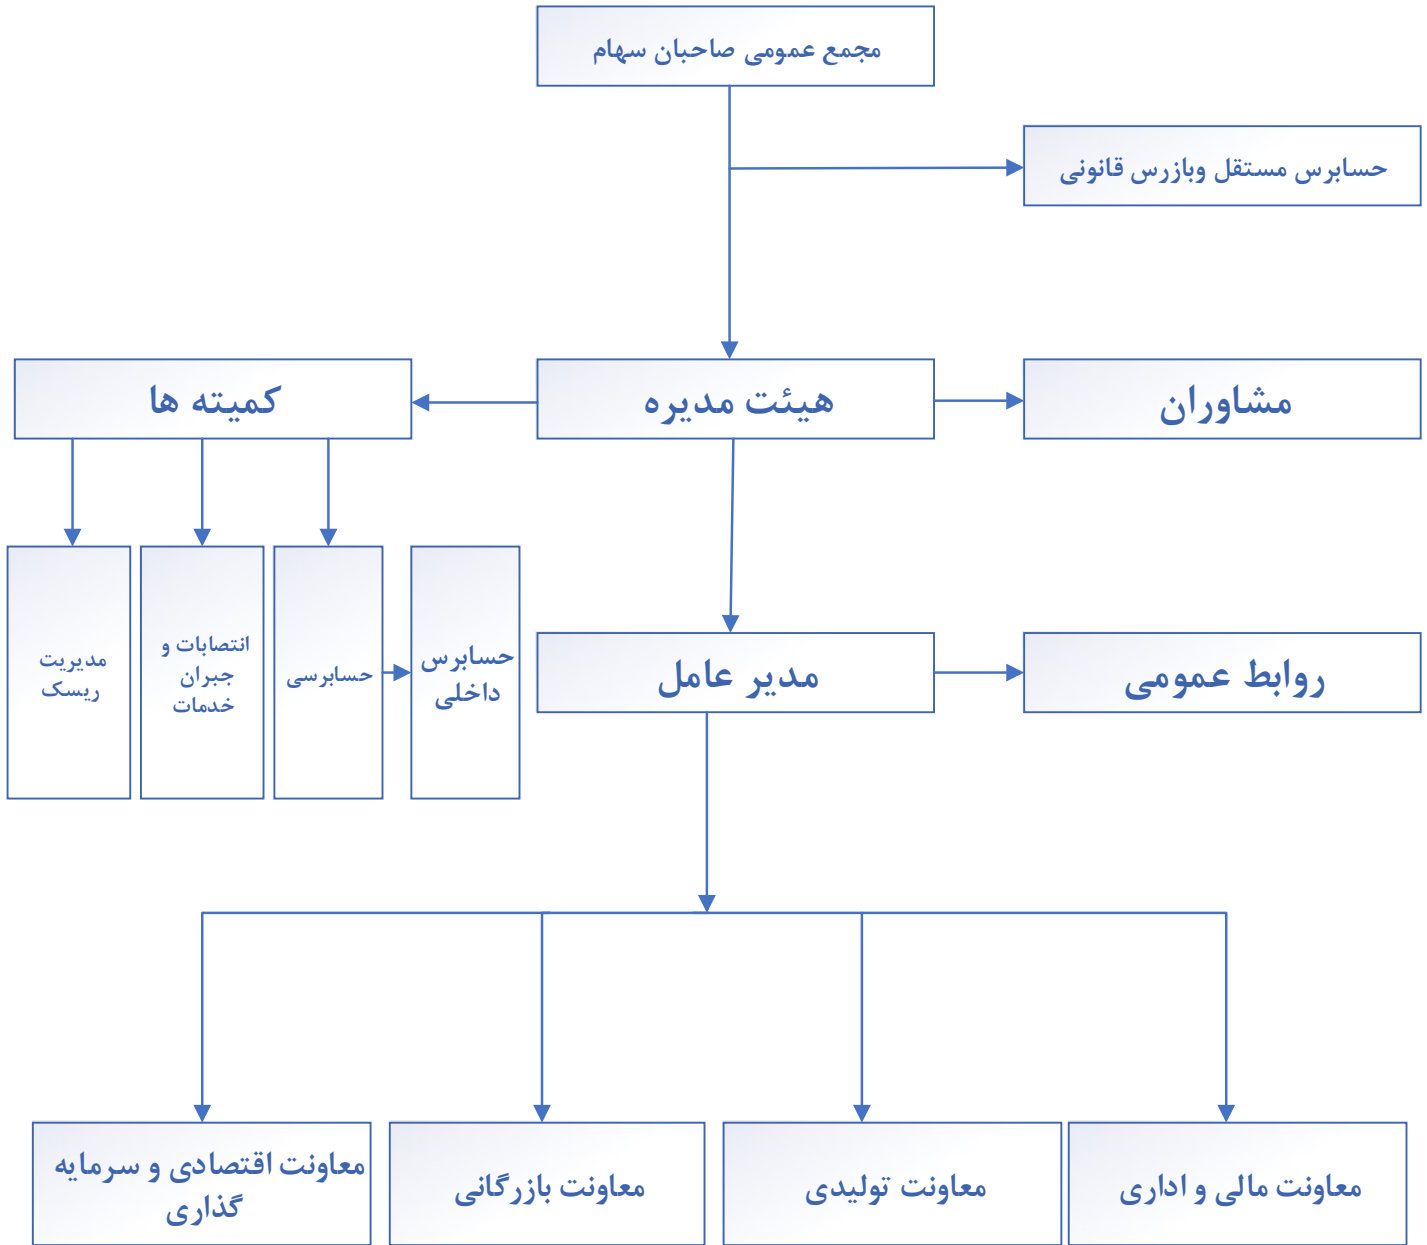 مجمع عمومی صاحبان سهام
حسابرس مستقل وبازرس قانونی
مشاوران
هیئت مدیره
کمیته ها
حسابرس
داخلی
حسابرسی
انتصابات و
جبران
خدمات
مدیریت
ریسک
روابط عمومی
مدیر عامل
معاونت مالی و اداری
معاونت تولیدی
معاونت بازرگانی
معاونت اقتصادی و سرمایه
گذاری